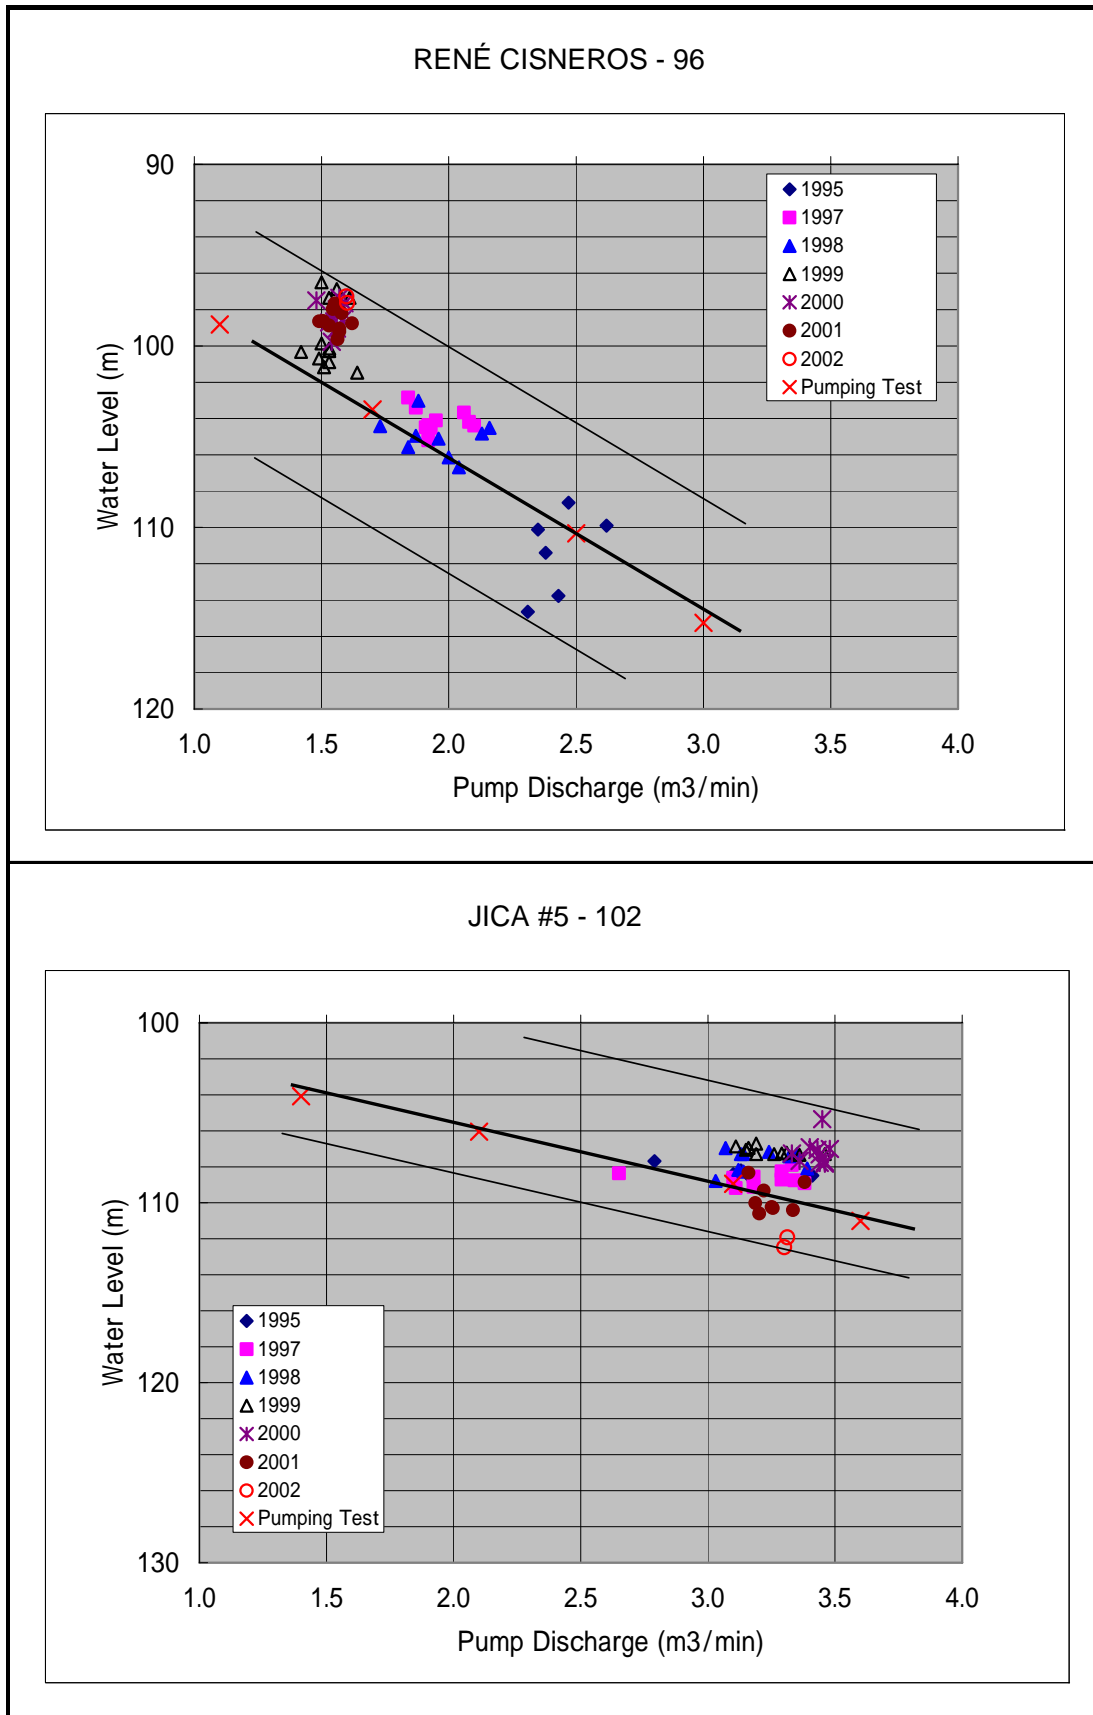 RENÉ CISNEROS - 96
90
100
110
120
Water Level (m)
1995
1997
1998
1999
2000
2001
2002
Pumping Test
1.0 1.5 2.0 2.5 3.0 3.5 4.0
Pump Discharge (m3/min)
JICA #5 - 102
100
110
120
130
Water Level (m)
1995
1997
1998
1999
2000
2001
2002
Pumping Test
1.0 1.5 2.0 2.5 3.0 3.5 4.0
Pump Discharge (m3/min)